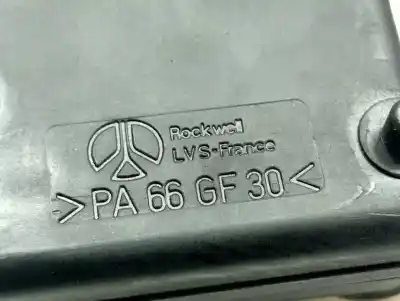 Rockwell
LVS-France
>PA 66 GF 30<